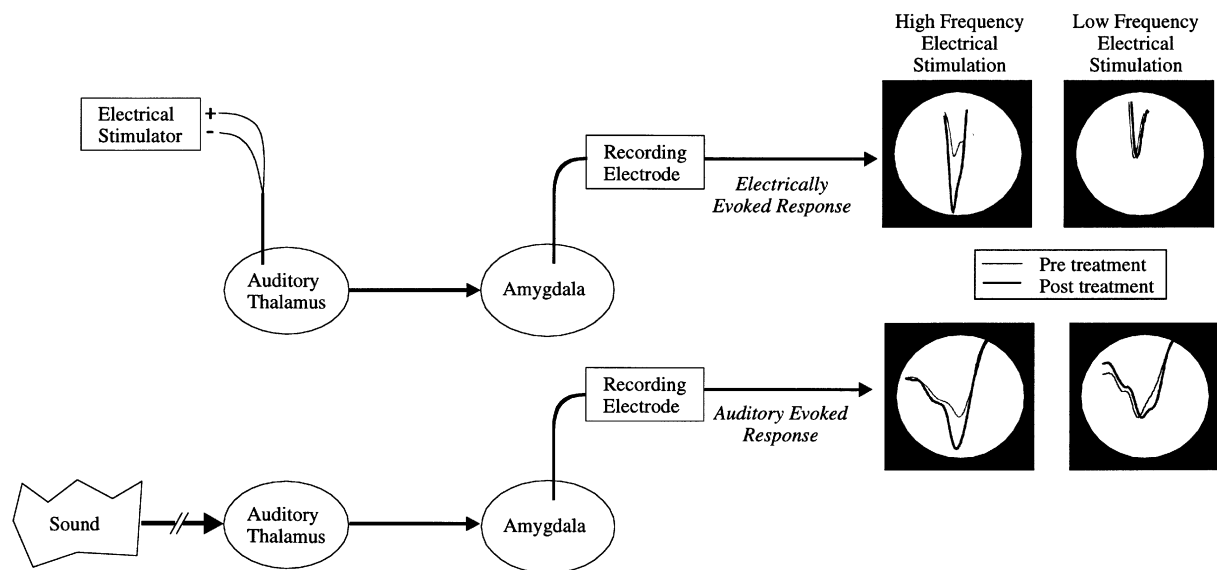 High Frequency
Electrical
Stimulation
Low Frequency
Electrical
Stimulation
Electrical
Stimulator
+
-
Recording
Electrode
Electrically
Evoked Response
Auditory
Thalamus
Amygdala
Pre treatment
Post treatment
Recording
Electrode
Auditory Evoked
Response
Sound
Auditory
Thalamus
Amygdala